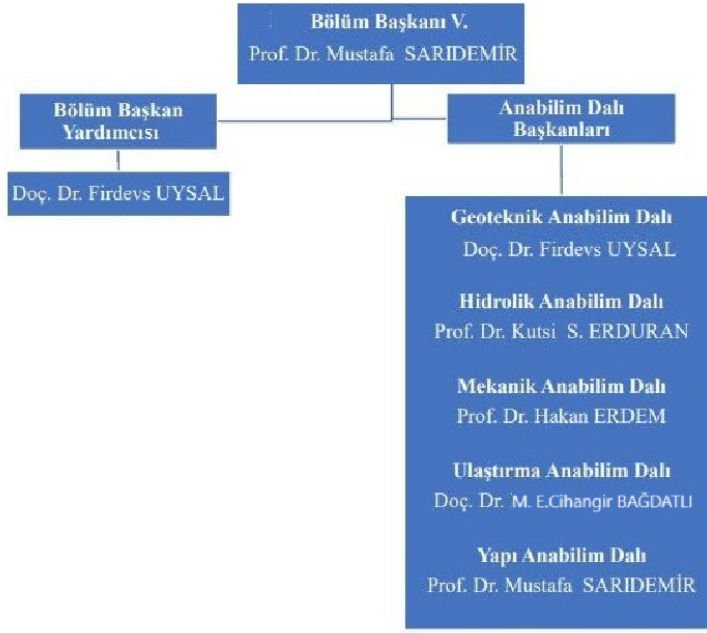 Bölüm Başkanı V.
Prof. Dr. Mustafa SARIDEMİR
Bölüm Başkan
Yardımcısı
Doç. Dr. Firdevs UYSAL
Anabilim Dalı
Başkanları
Geoteknik Anabilim Dalı
Doç. Dr. Firdevs UYSAL
Hidrolik Anabilim Dalı
Prof. Dr. Kutsi S. ERDURAN
Mekanik Anabilim Dalı
Prof. Dr. Hakan ERDEM
Ulaştırma Anabilim Dalı
Doç. Dr. M. E.Cihangir BAĞDATLI
Yapı Anabilim Dalı
Prof. Dr. Mustafa SARIDEMİR